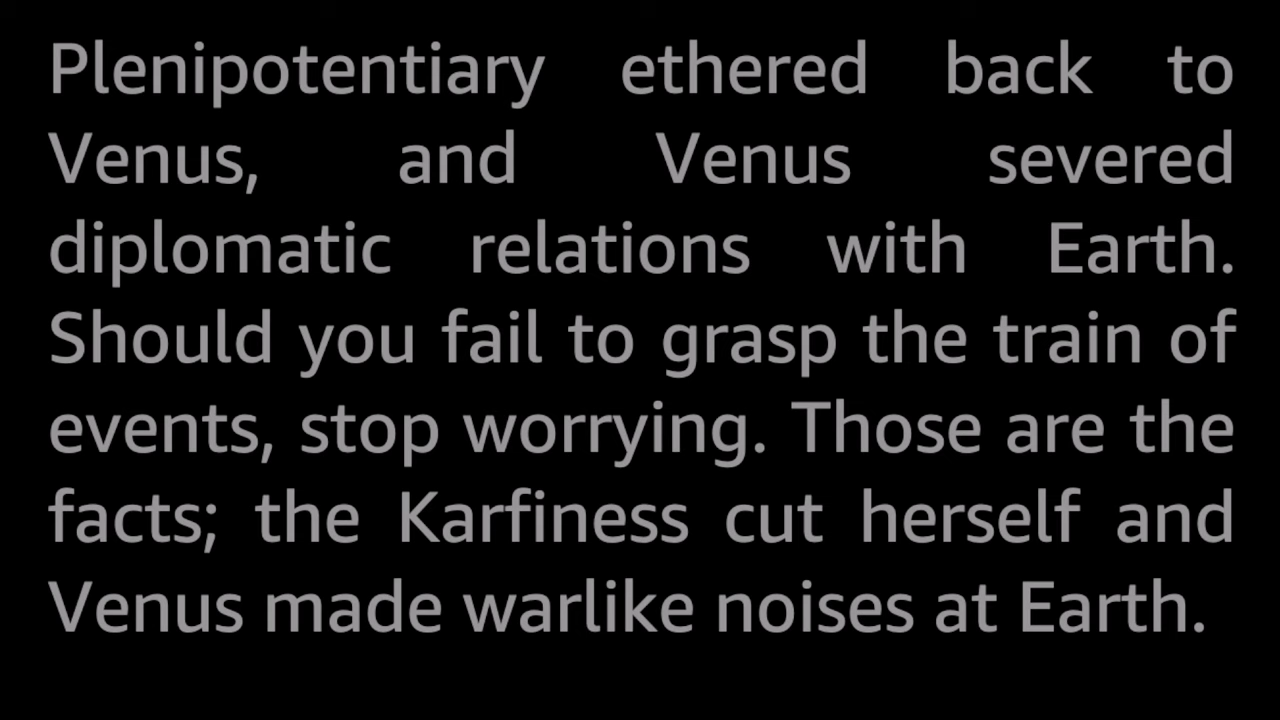 Plenipotentiary ethered back to
Venus, and Venus severed
diplomatic relations with Earth.
Should you fail to grasp the train of
events, stop worrying. Those are the
facts; the Karfiness cut herself and
Venus made warlike noises at Earth.